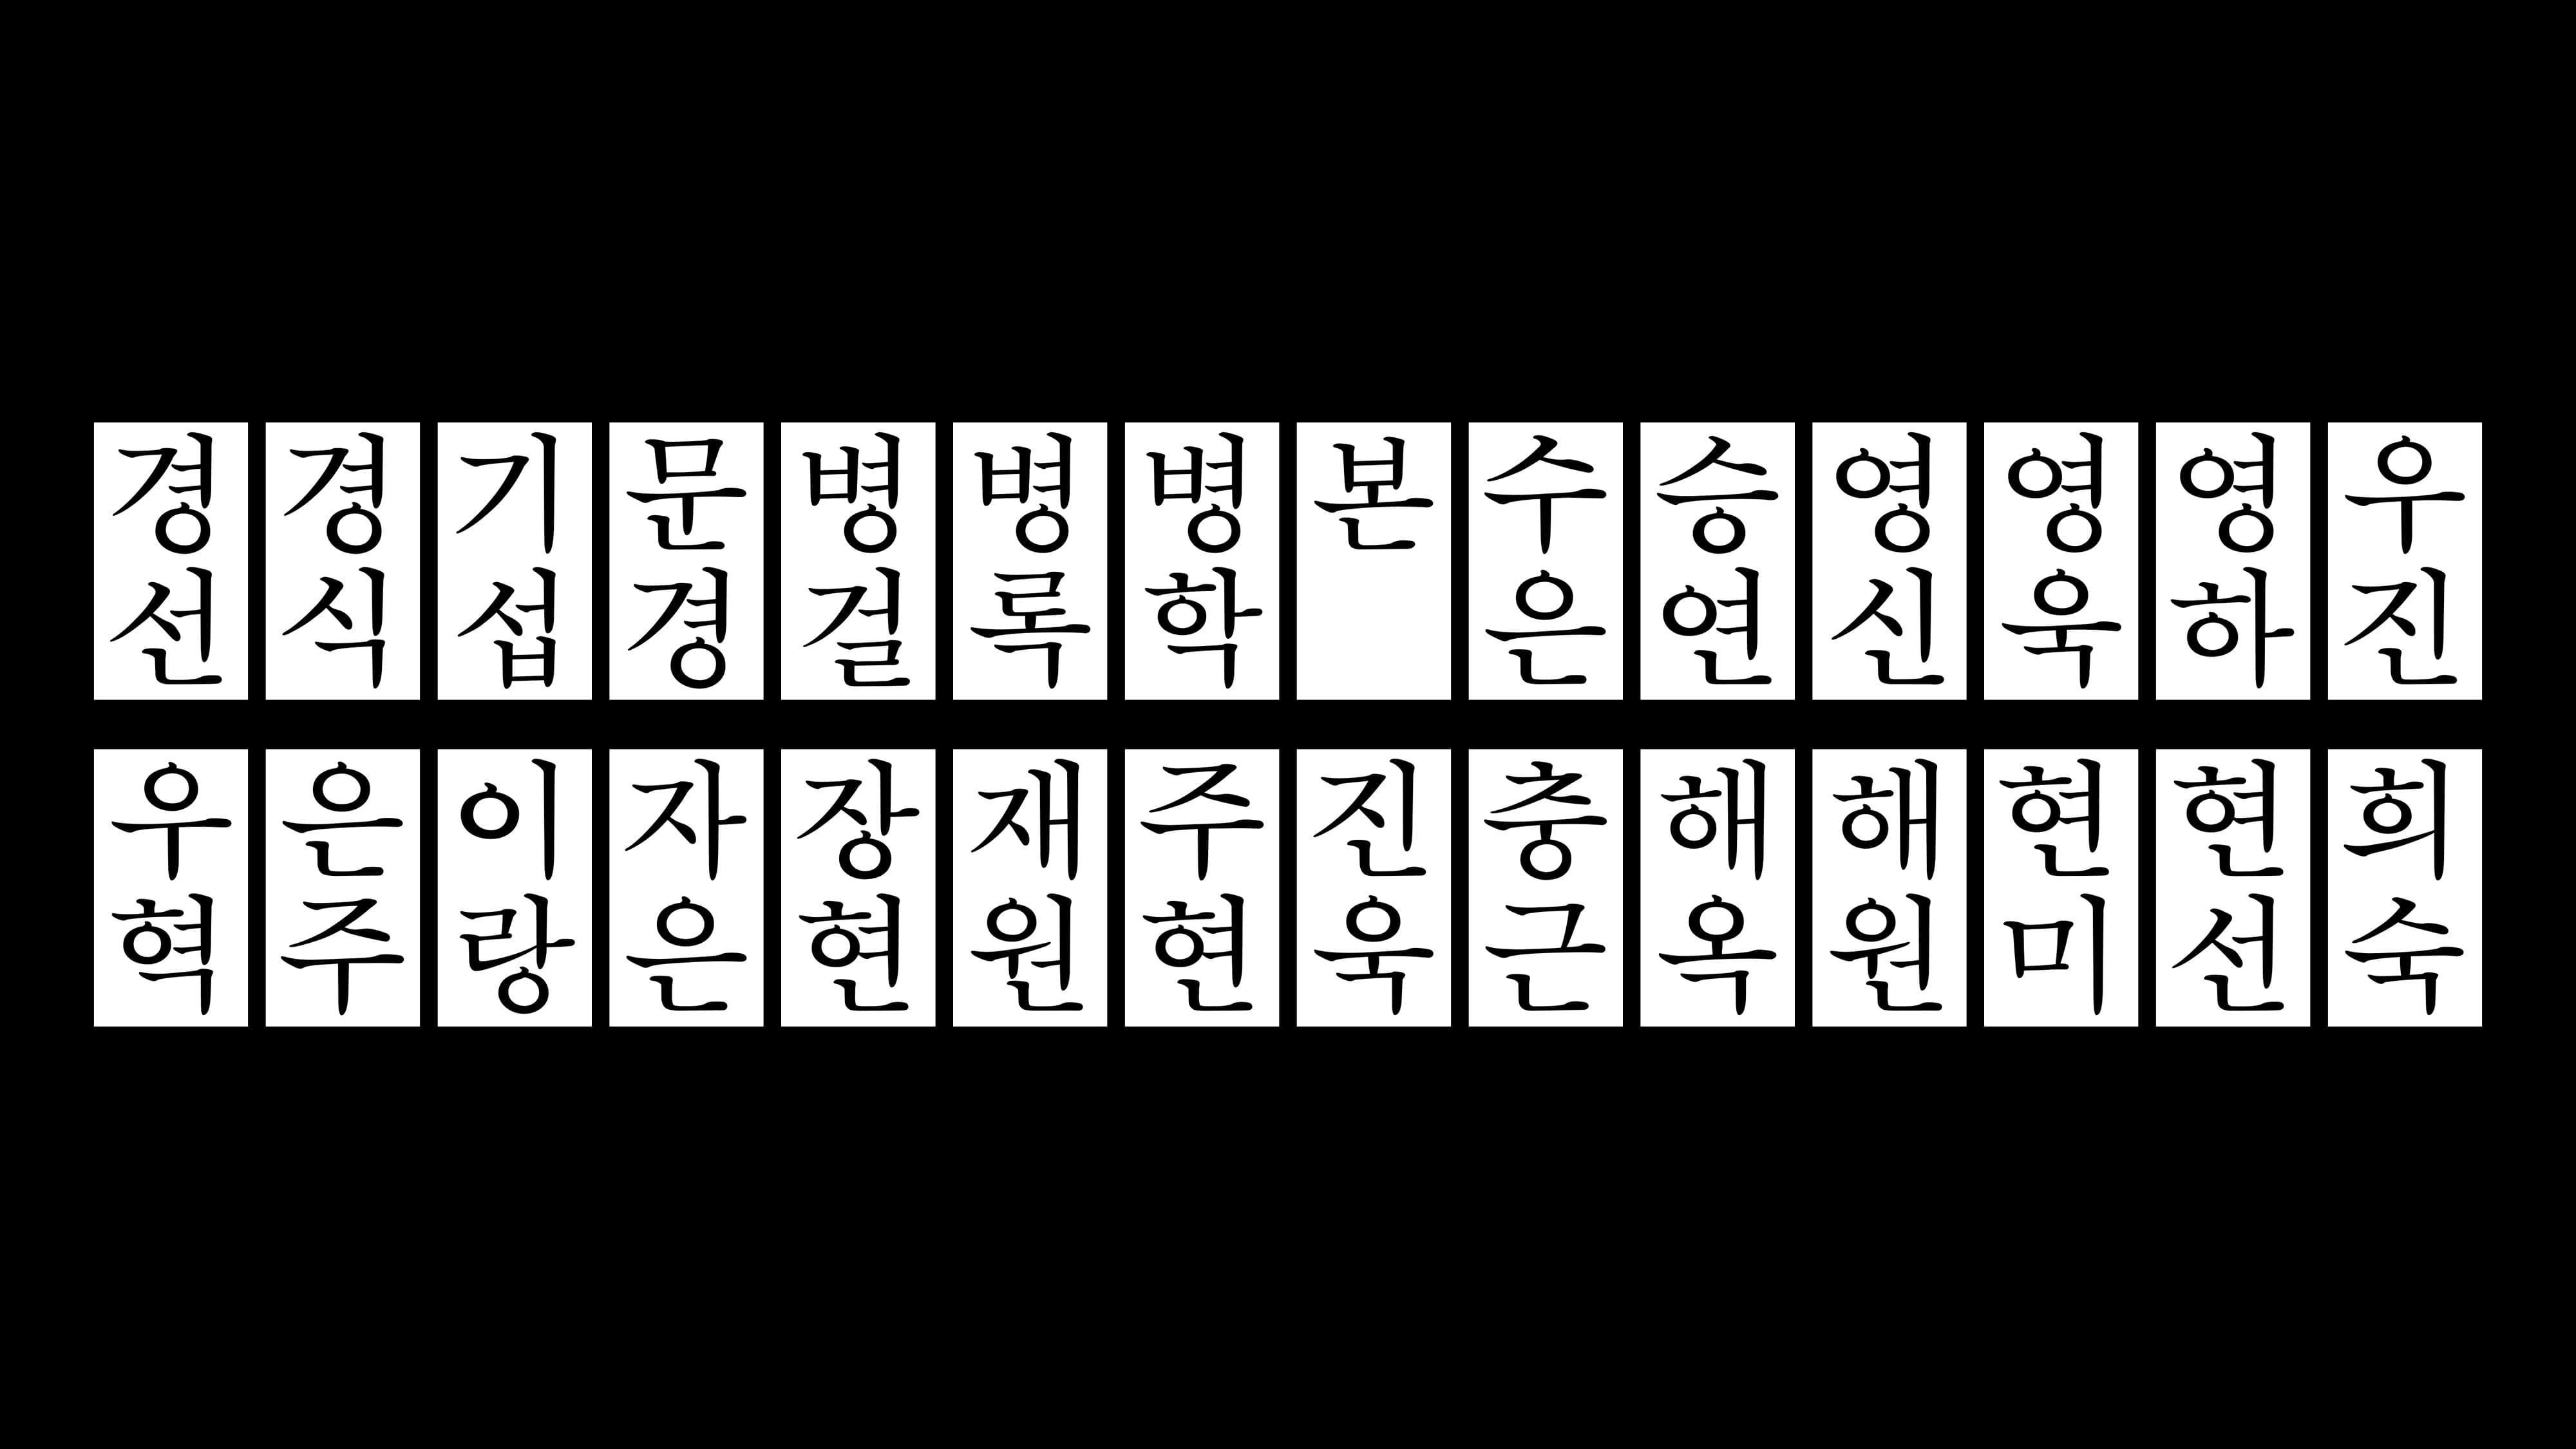 경선
경식
기섭
문경
병걸
병록
병학
본
수은
승연
영신
영욱
영하
우진
우혁
은주
이랑
자은
장현
재원
주현
진욱
충근
해옥
해원
현미
현선
희숙